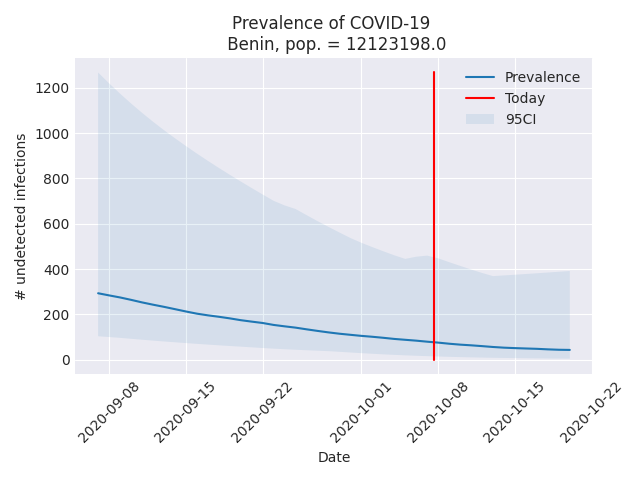 Prevalence of COVID-19
Benin, pop. = 12123198.0
Prevalence
Today
95CI
# undetected infections
1200
1000
800
600
400
200
0
2020-09-08
2020-09-15
2020-09-22
2020-10-01
2020-10-08
2020-10-15
2020-10-22
Date